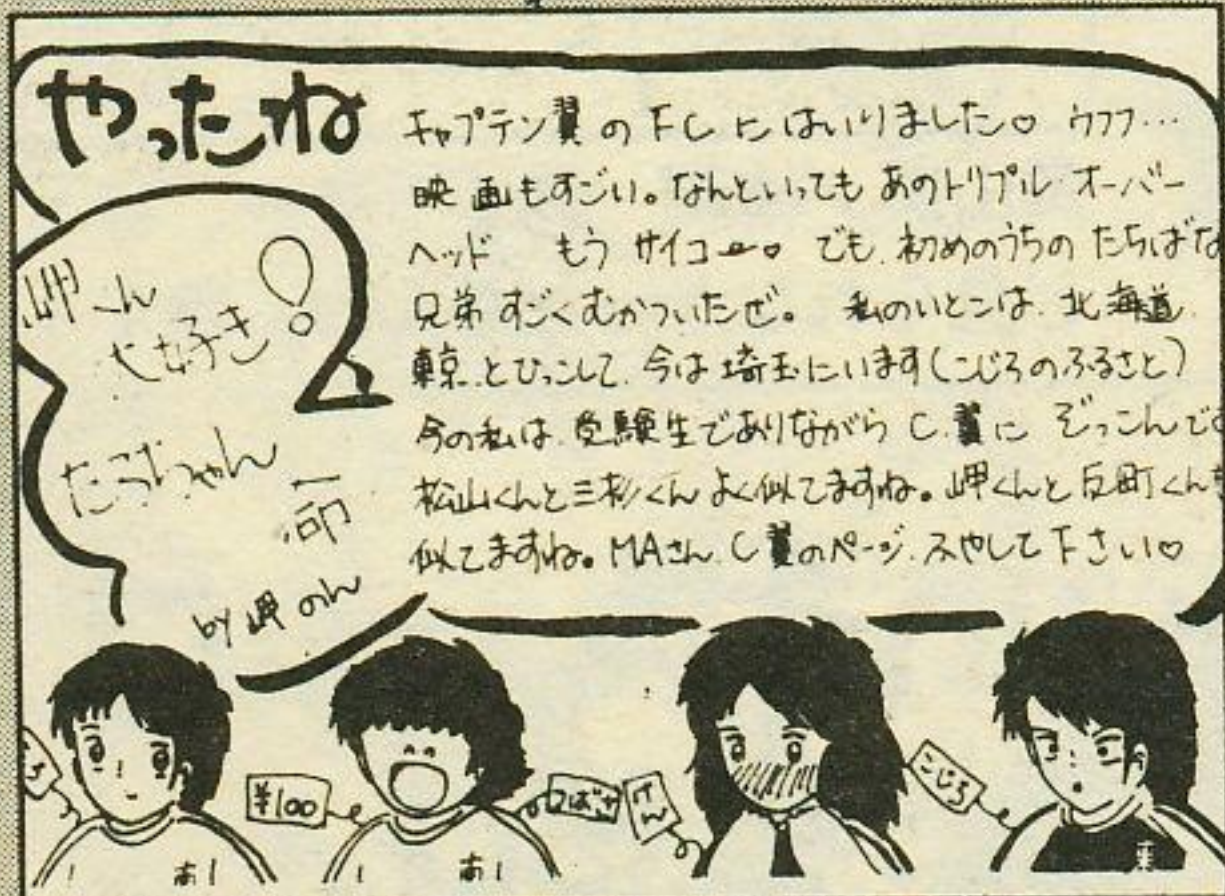 やったね
キャプテン翼のFCにはいりました♡ ウフフ…
映画もすごい。なんといっても あのトリプル・オーバー
ヘッド もう サイコー♡ でも、初めのうちの たちばな
兄弟 すごくむかついたぜ。 私のいとこは、北海道、
東京、とひっこして、今は埼玉にいます(こじろのふるさと)
今の私は、受験生でありながら C.翼に ぞっこんで
松山くんと三杉くん よく似てますね。岬くんと反町くん
似てますね。MAさん、C翼のページ、ふやして下さい♡
岬くん
大好き!
たろおちゃん
命
by 岬 のん
ろ
¥100
つばさ
けん
こじろ
あ
あ
東